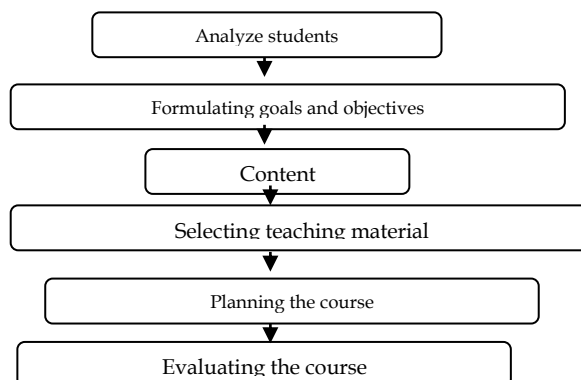 Analyze students
Formulating goals and objectives
Content
Selecting teaching material
Planning the course
Evaluating the course